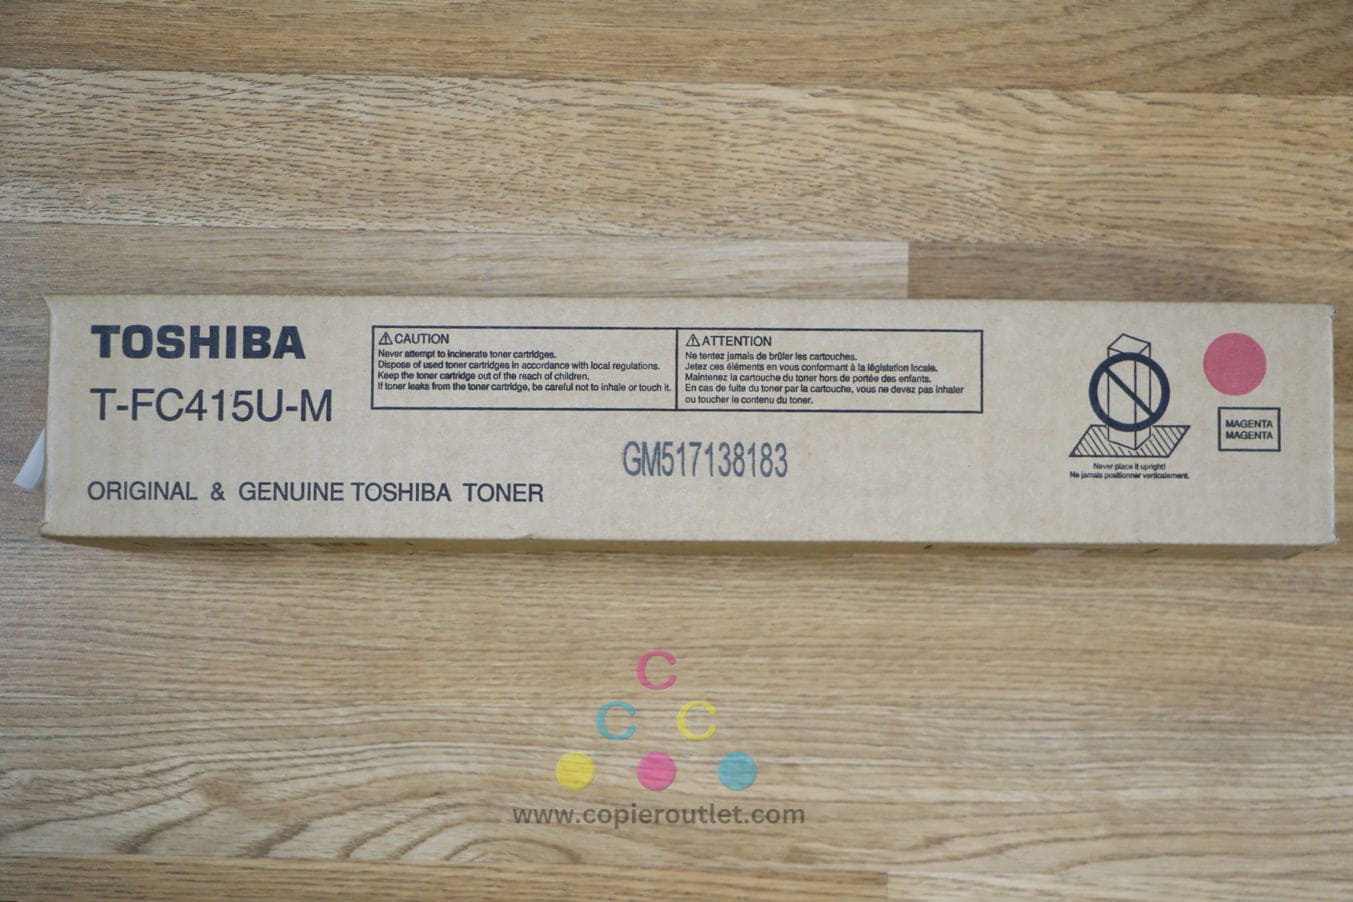 TOSHIBA
T-FC415U-M
ORIGINAL & GENUINE TOSHIBA TONER
⚠CAUTION
Never attempt to incinerate toner cartridges.
Dispose of used toner cartridges in accordance with local regulations.
Keep the toner cartridge out of the reach of children.
If toner leaks from the toner cartridge, be careful not to inhale or touch it.
⚠ATTENTION
Ne tentez jamais de brûler les cartouches.
Jetez ces éléments en vous conformant à la législation locale.
Maintenez la cartouche du toner hors de portée des enfants.
En cas de fuite du toner par la cartouche, vous ne devez pas inhaler
ou toucher le contenu du toner.
GM517138183
Never place it upright!
Ne jamais positionner verticalement.
MAGENTA
MAGENTA
C
C C
www.copieroutlet.com